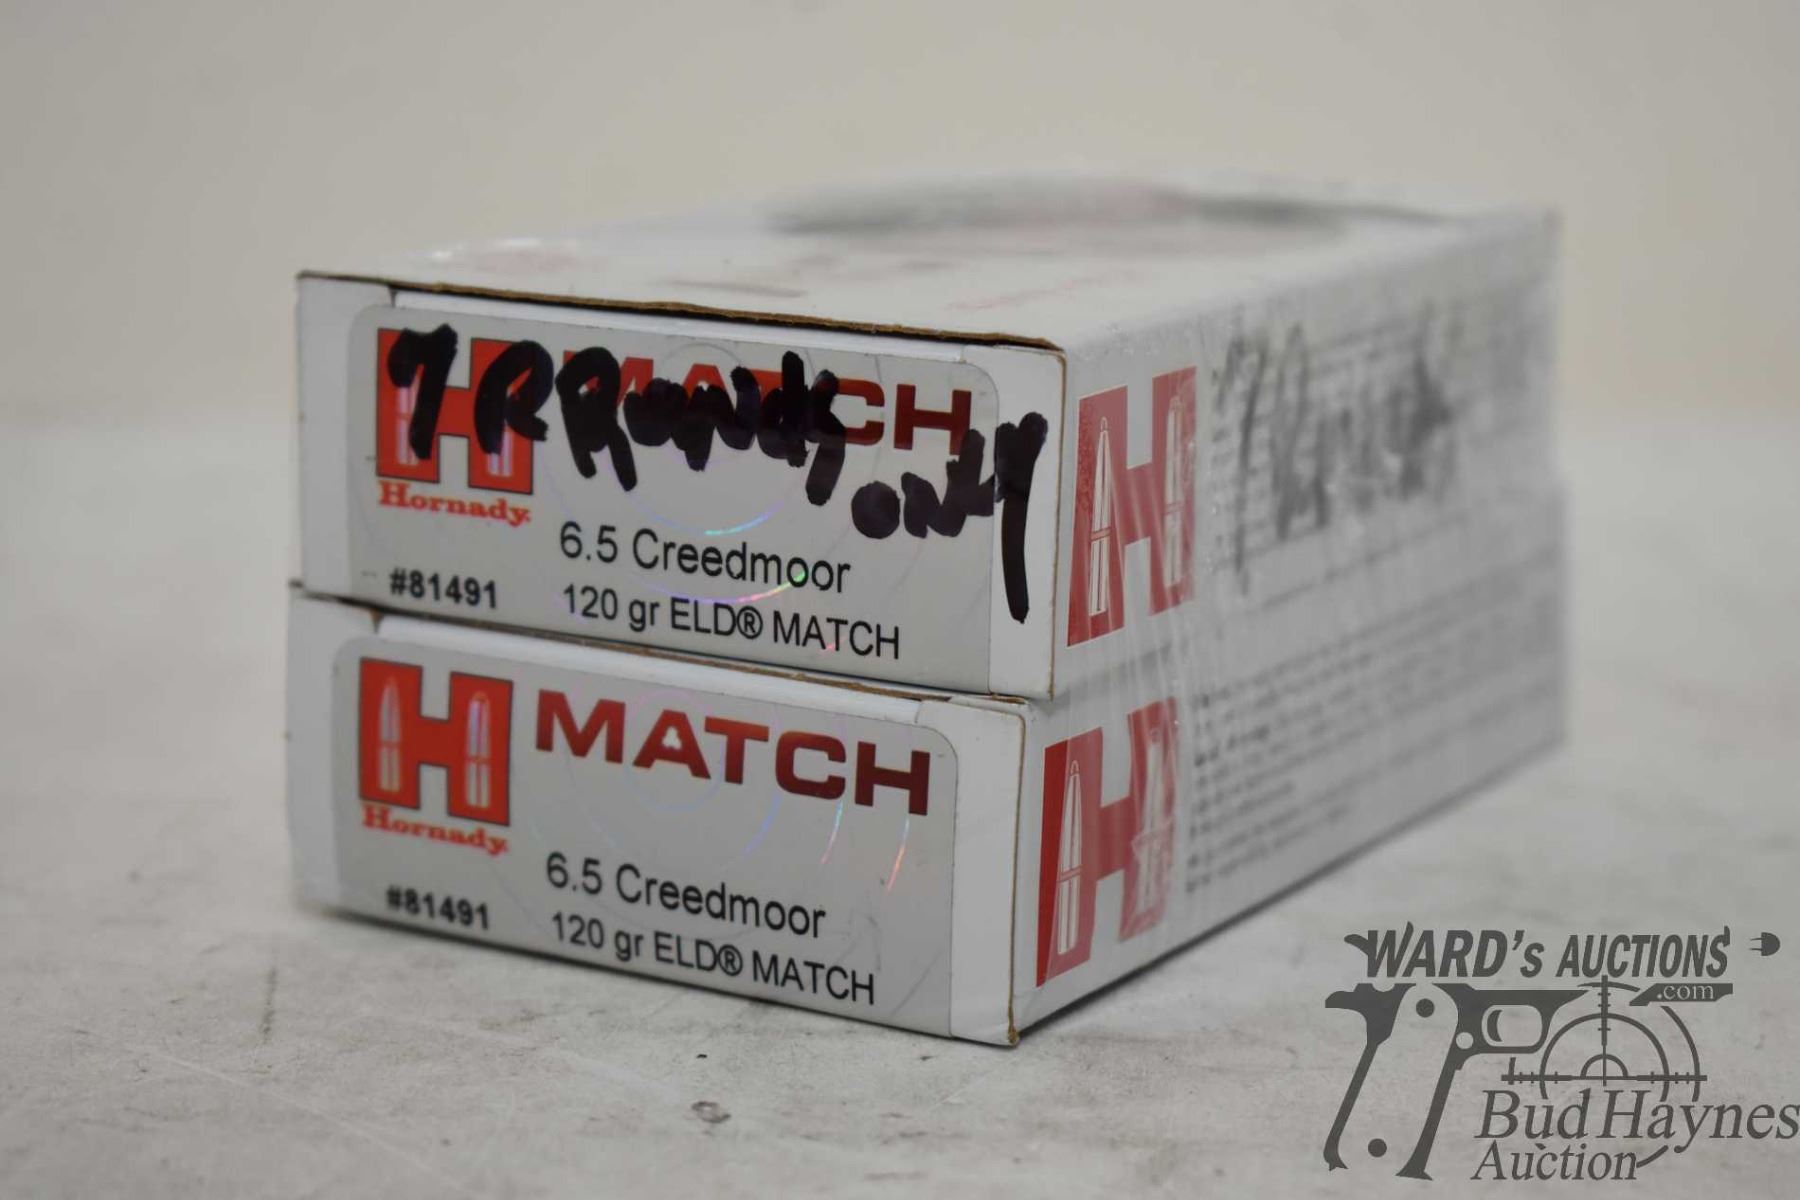 7 R Rounds
only
MATCH
Hornady
6.5 Creedmoor
#81491
120 gr ELD® MATCH
MATCH
Hornady
6.5 Creedmoor
#81491
120 gr ELD® MATCH
WARD's AUCTIONS
.com
Bud Haynes
Auction